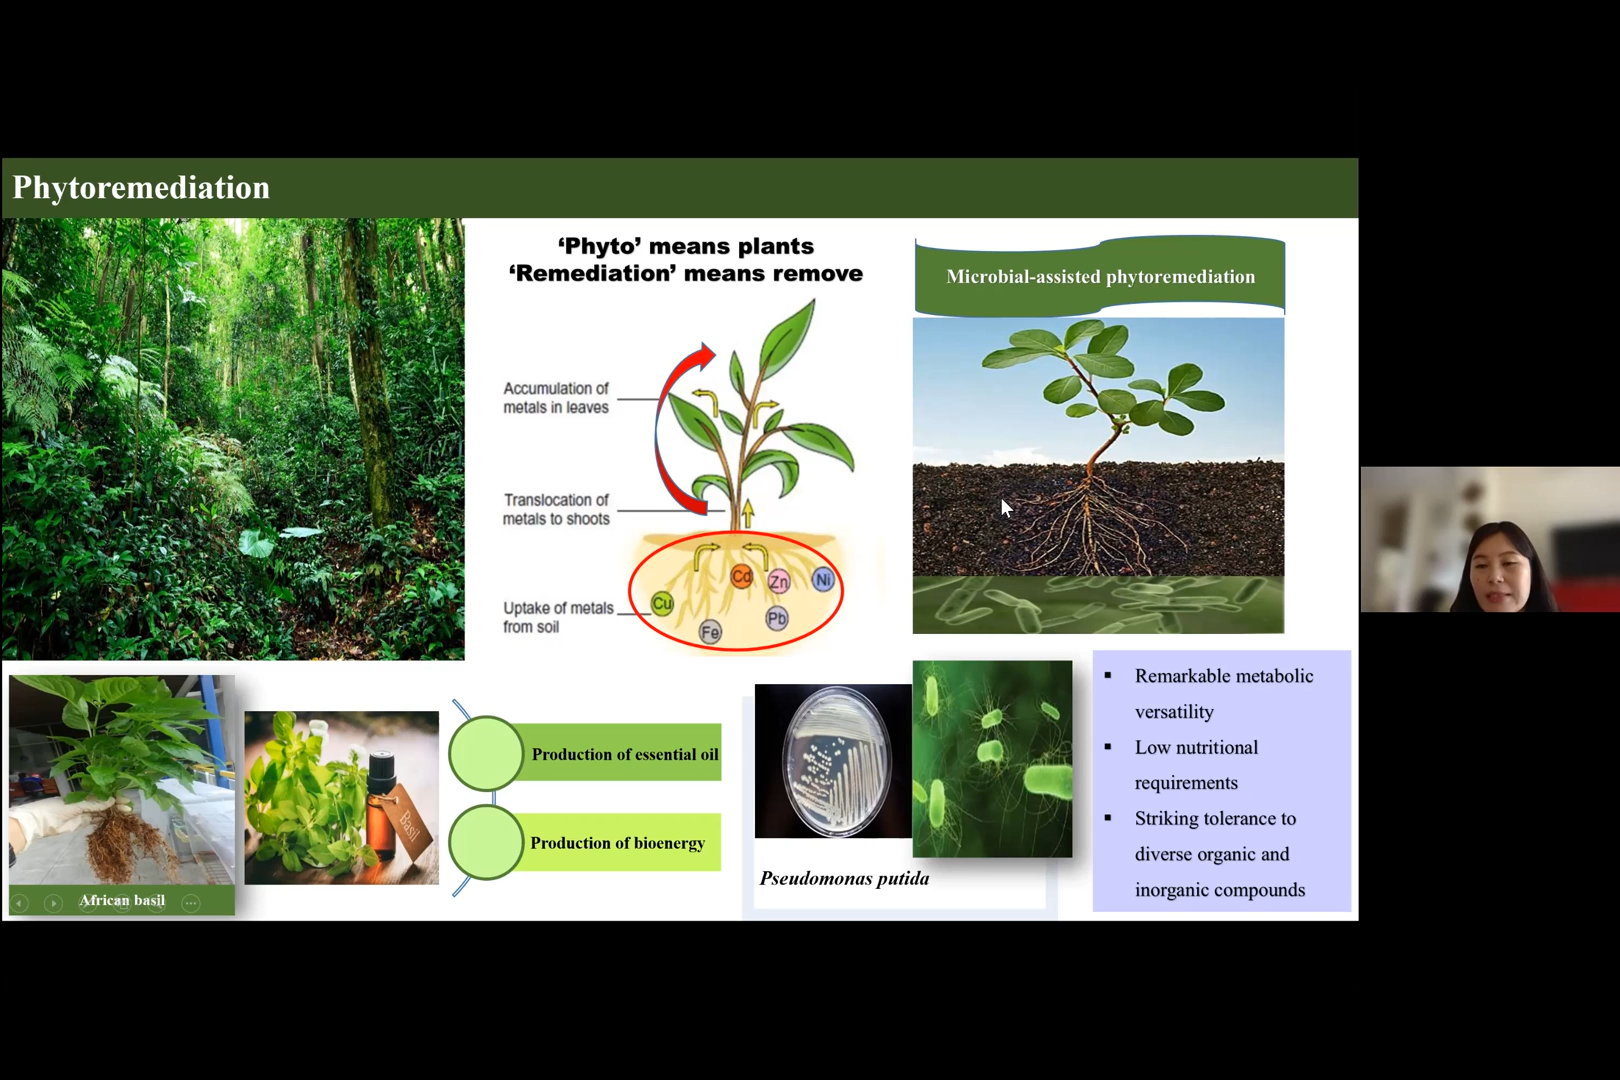 Phytoremediation
‘Phyto’ means plants
‘Remediation’ means remove
Accumulation of
metals in leaves
Translocation of
metals to shoots
Uptake of metals
from soil
Cu
Fe
Cd
Zn
Pb
Ni
Microbial-assisted phytoremediation
African basil
Basil
Production of essential oil
Production of bioenergy
Pseudomonas putida
▪ Remarkable metabolic
versatility
▪ Low nutritional
requirements
▪ Striking tolerance to
diverse organic and
inorganic compounds